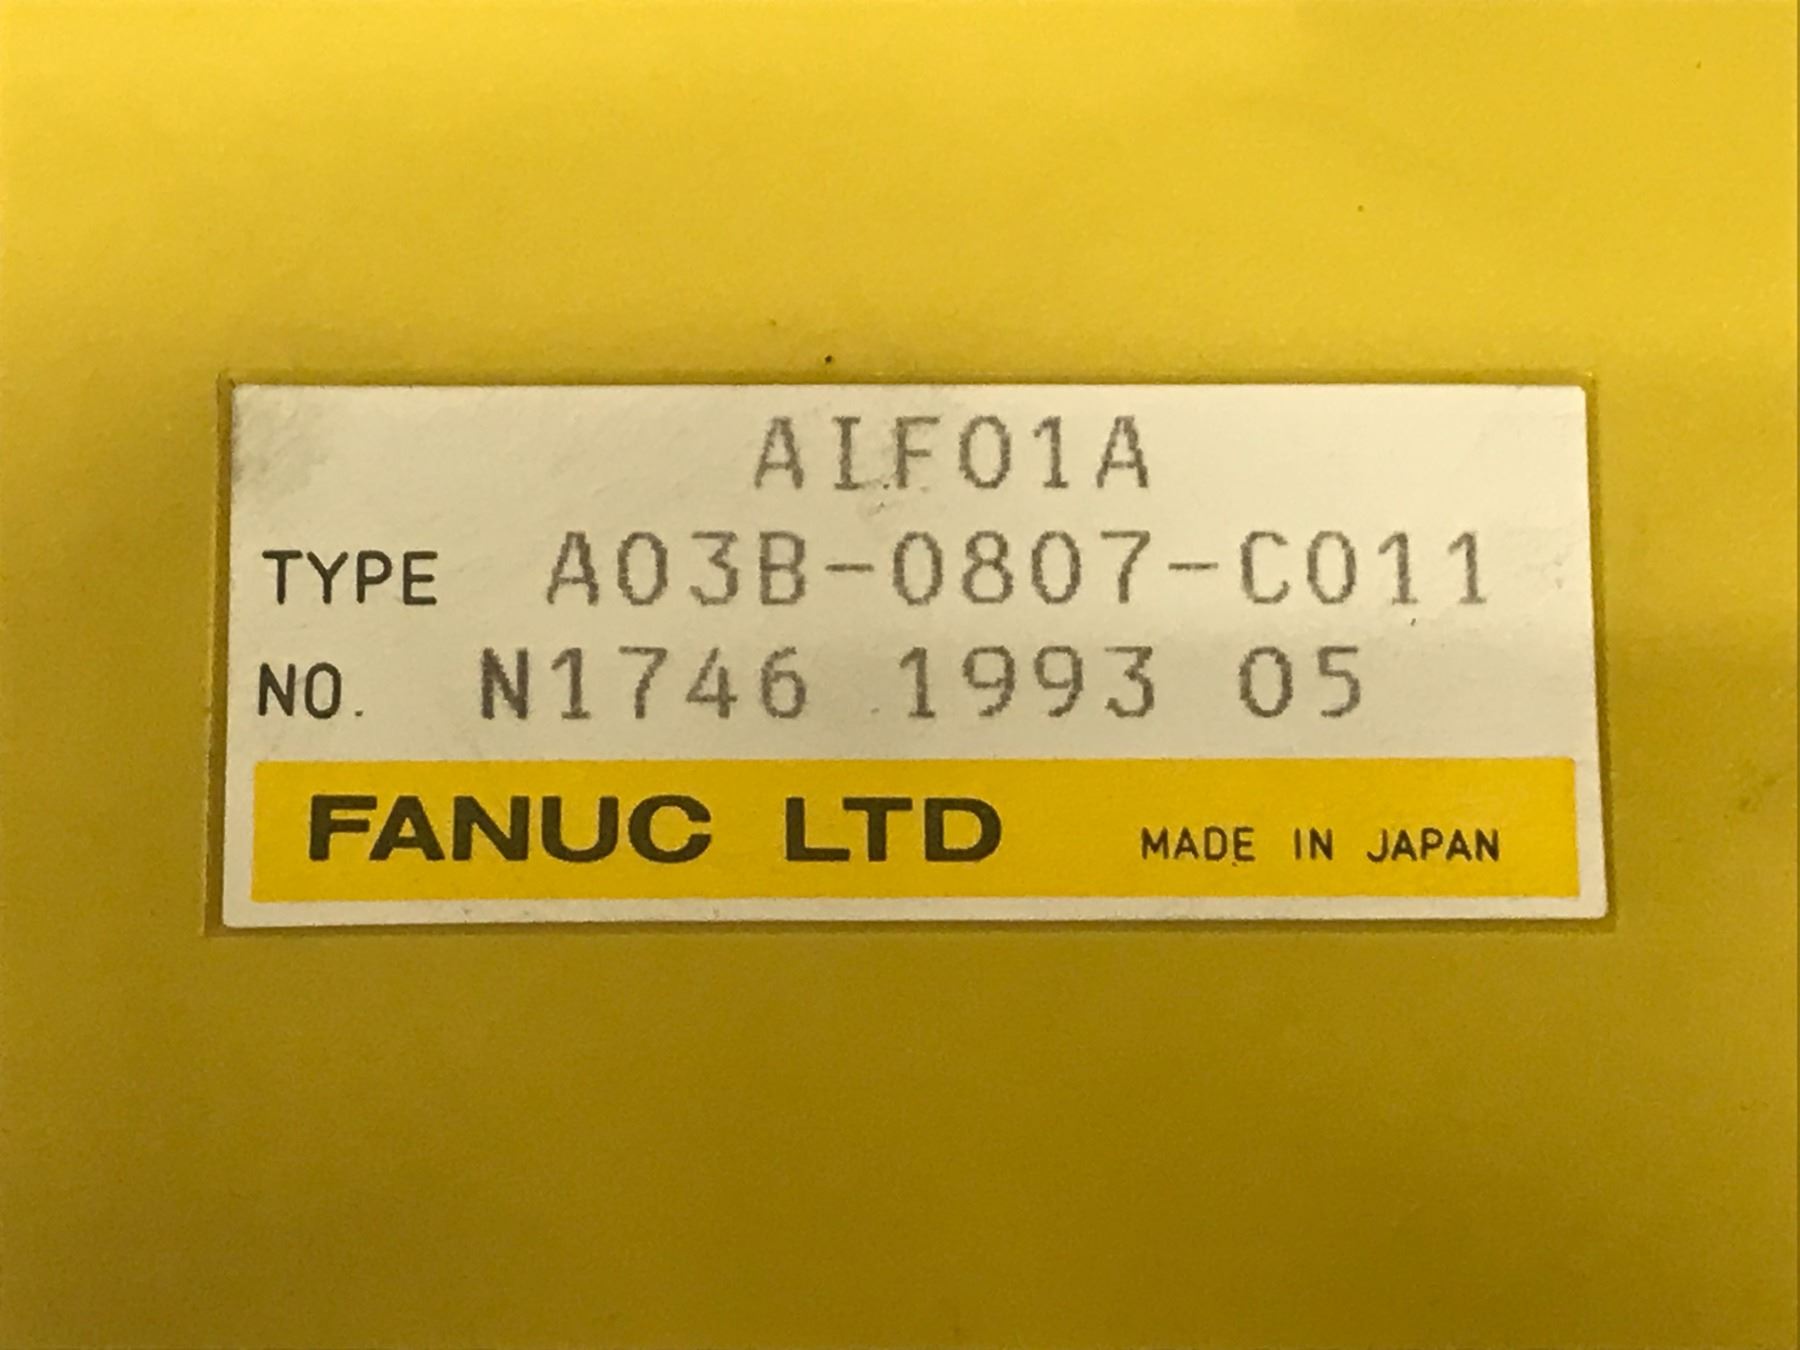 AIF01A
TYPE A03B-0807-C011
NO. N1746 1993 05
FANUC LTD MADE IN JAPAN